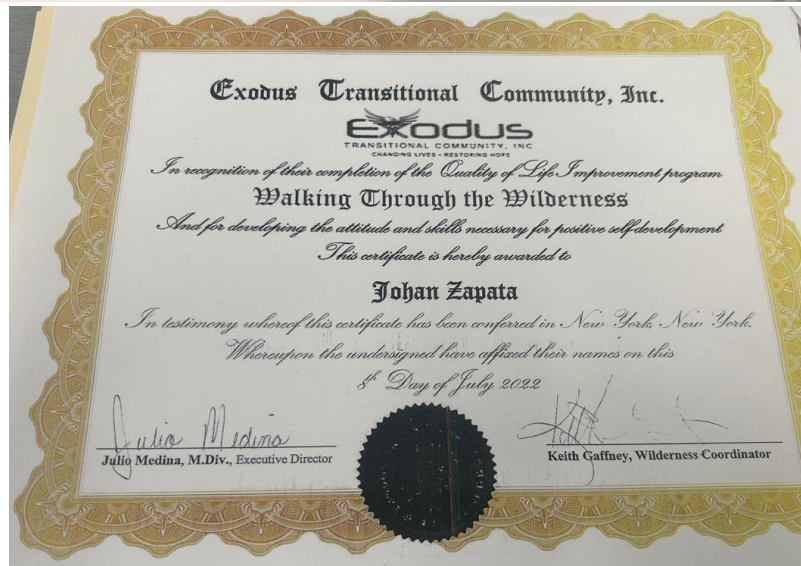 Exodus Transitional Community, Inc.
Exodus
TRANSITIONAL COMMUNITY, INC
CHANGING LIVES - RESTORING HOPE
In recognition of their completion of the Quality of Life Improvement program
Walking Through the Wilderness
And for developing the attitude and skills necessary for positive self development
This certificate is hereby awarded to
Johan Zapata
In testimony whereof this certificate has been conferred in New York, New York.
Whereupon the undersigned have affixed their names on this
8th Day of July 2022
Julio Medina
Julio Medina, M.Div., Executive Director
Keith Gaffney, Wilderness Coordinator